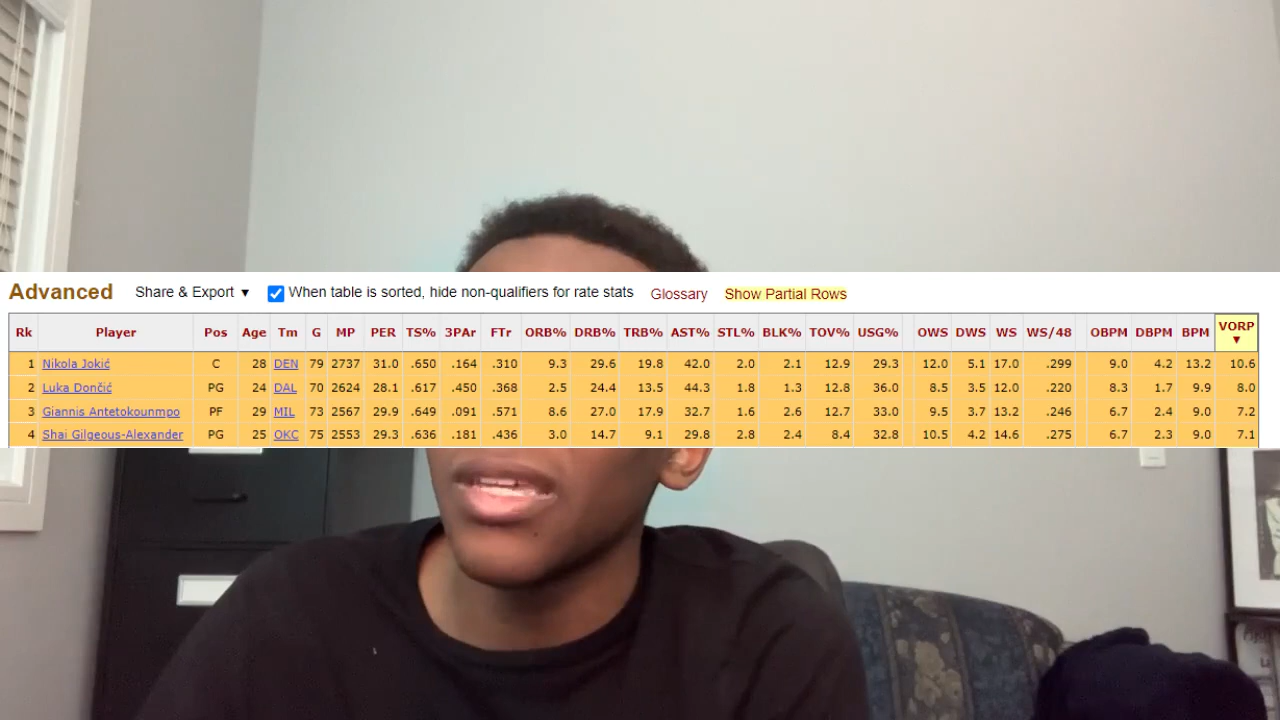 Advanced Share & Export ▼ When table is sorted, hide non-qualifiers for rate stats Glossary Show Partial Rows
Rk Player Pos Age Tm G MP PER TS% 3PAr FTr ORB% DRB% TRB% AST% STL% BLK% TOV% USG% OWS DWS WS WS/48 OBPM DBPM BPM VORP ▼
1 Nikola Jokić C 28 DEN 79 2737 31.0 .650 .164 .310 9.3 29.6 19.8 42.0 2.0 2.1 12.9 29.3 12.0 5.1 17.0 .299 9.0 4.2 13.2 10.6
2 Luka Dončić PG 24 DAL 70 2624 28.1 .617 .450 .368 2.5 24.4 13.5 44.3 1.8 1.3 12.8 36.0 8.5 3.5 12.0 .220 8.3 1.7 9.9 8.0
3 Giannis Antetokounmpo PF 29 MIL 73 2567 29.9 .649 .091 .571 8.6 27.0 17.9 32.7 1.6 2.6 12.7 33.0 9.5 3.7 13.2 .246 6.7 2.4 9.0 7.2
4 Shai Gilgeous-Alexander PG 25 OKC 75 2553 29.3 .636 .181 .436 3.0 14.7 9.1 29.8 2.8 2.4 8.4 32.8 10.5 4.2 14.6 .275 6.7 2.3 9.0 7.1